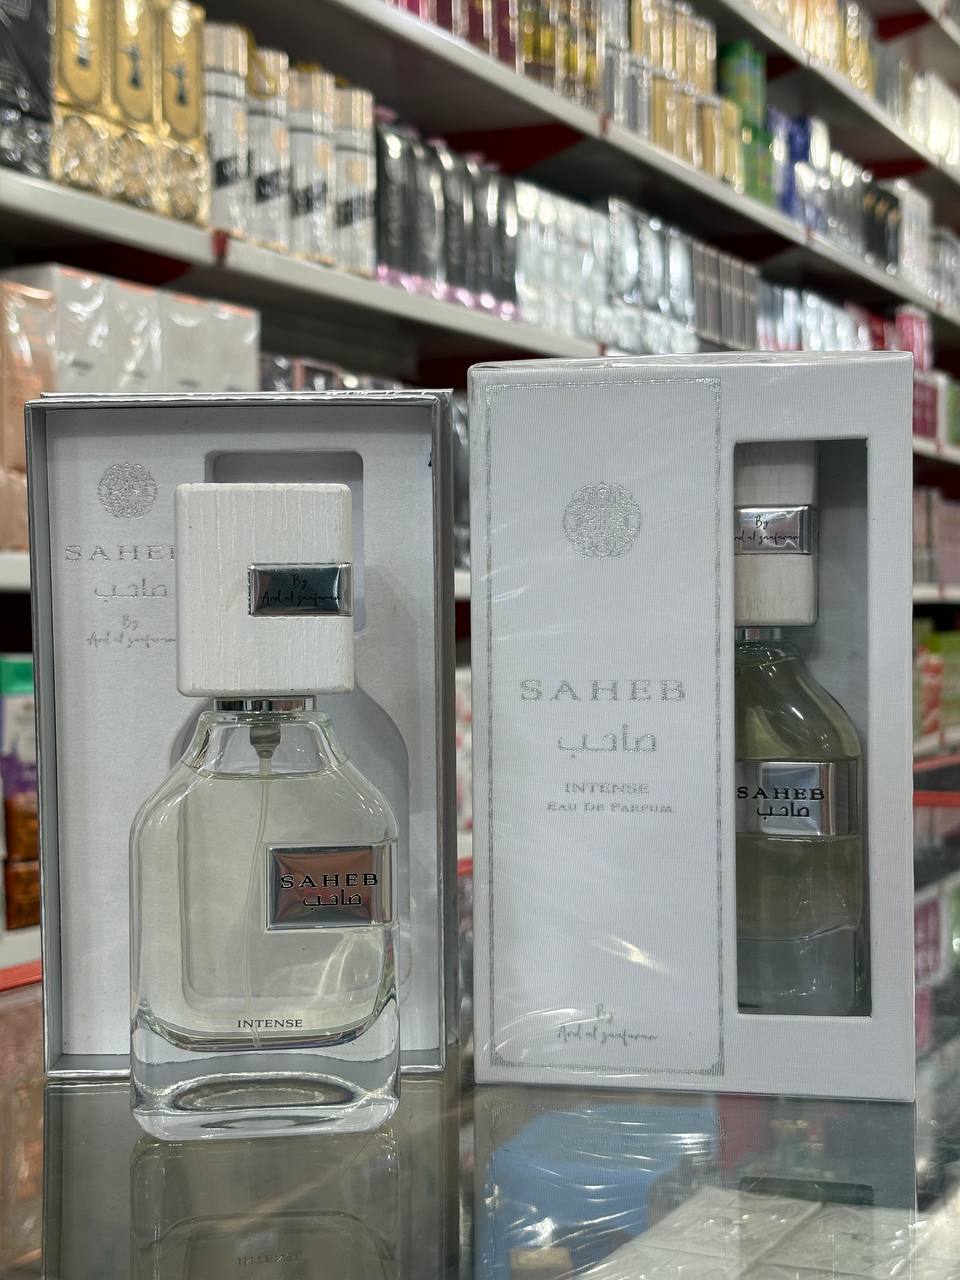 SAHEB
صاحب
By
Ard al zaafaran
By
Ard al zaafaran
SAHEB
صاحب
INTENSE
SAHEB
صاحب
INTENSE
EAU DE PARFUM
By
Ard al zaafaran
By
Ard al zaafaran
SAHEB
صاحب